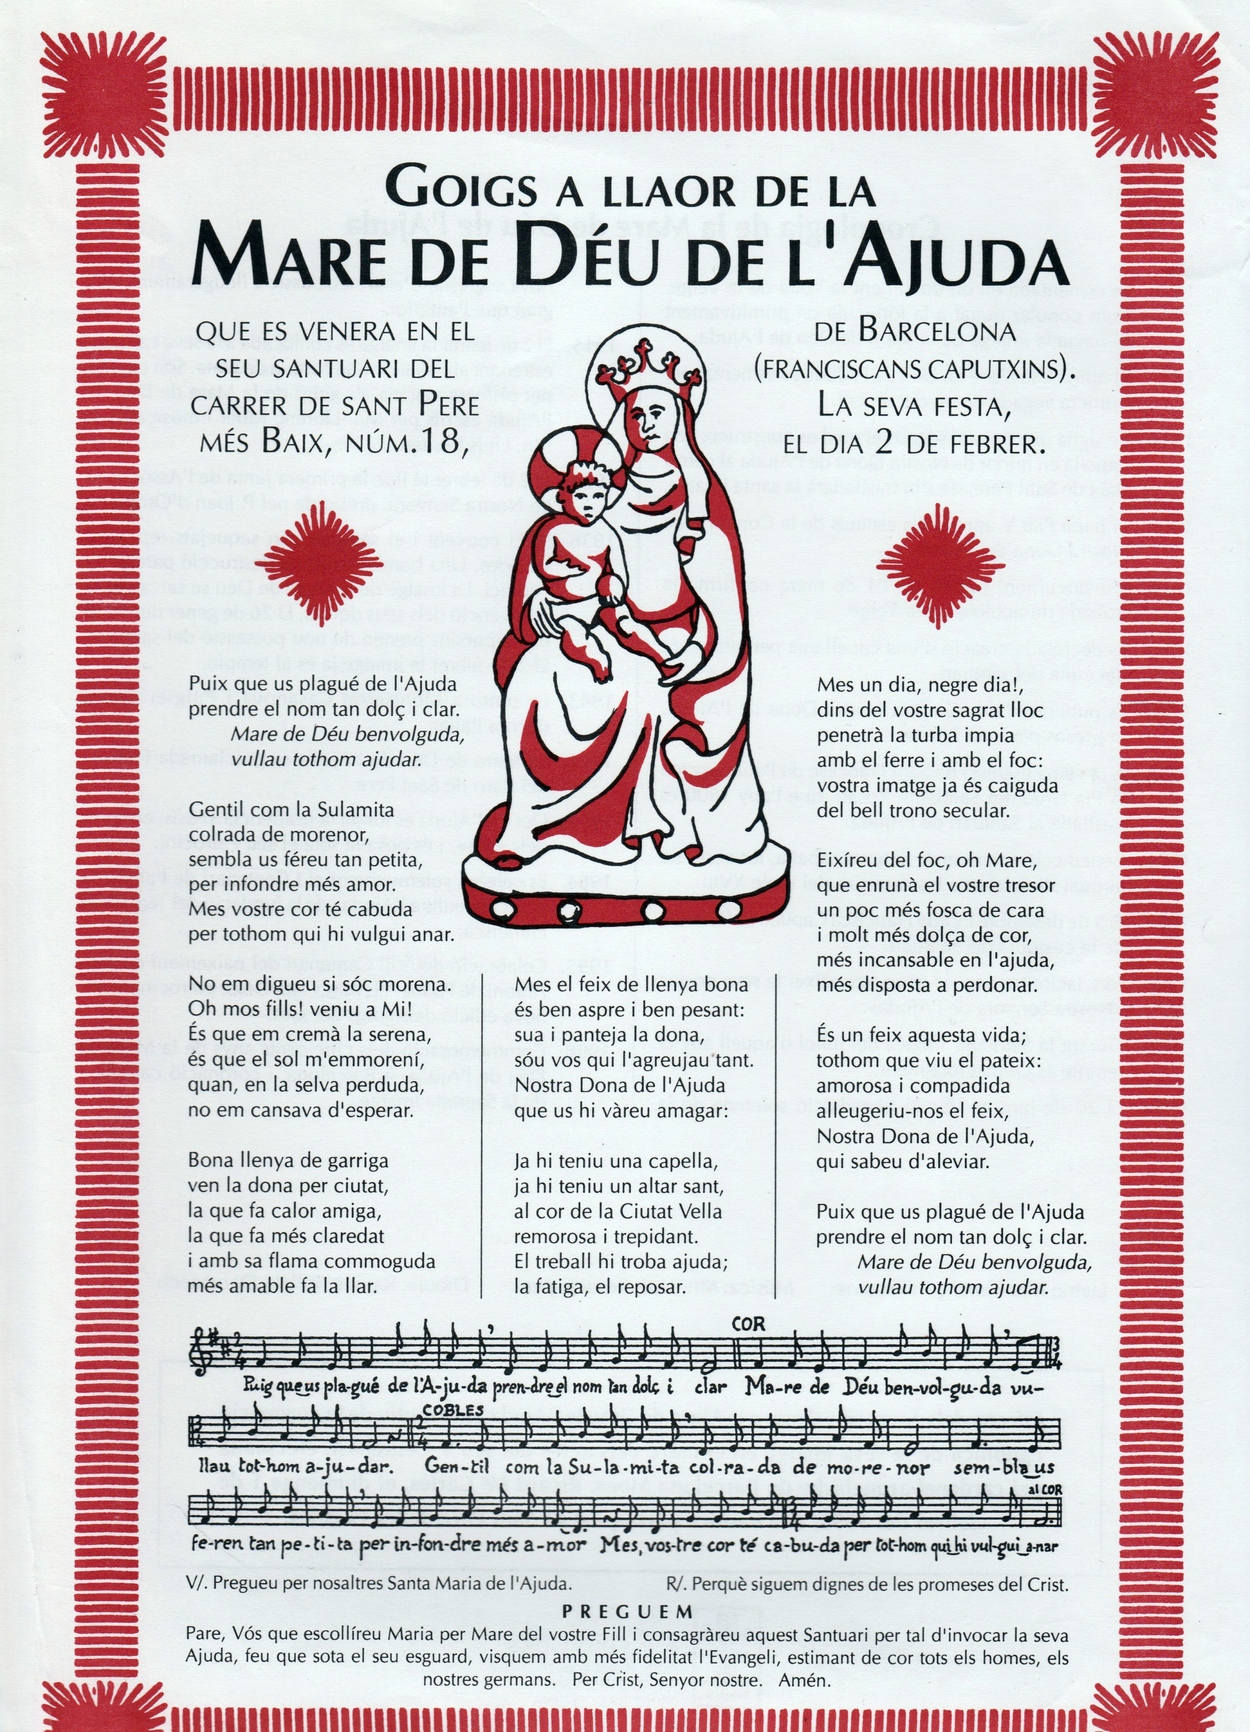 GOIGS A LLAOR DE LA
MARE DE DÉU DE L'AJUDA
QUE ES VENERA EN EL
SEU SANTUARI DEL
CARRER DE SANT PERE
MÉS BAIX, NÚM.18,
DE BARCELONA
(FRANCISCANS CAPUTXINS).
LA SEVA FESTA,
EL DIA 2 DE FEBRER.
Puix que us plagué de l'Ajuda
prendre el nom tan dolç i clar.
Mare de Déu benvolguda,
vullau tothom ajudar.
Gentil com la Sulamita
colrada de morenor,
sembla us féreu tan petita,
per infondre més amor.
Mes vostre cor té cabuda
per tothom qui hi vulgui anar.
No em digueu si sóc morena.
Oh mos fills! veniu a Mi!
És que em cremà la serena,
és que el sol m'enmorení,
quan, en la selva perduda,
no em cansava d'esperar.
Bona llenya de garriga
ven la dona per ciutat,
la que fa calor amiga,
la que fa més claredat
i amb sa flama commoguda
més amable fa la llar.
Mes el feix de llenya bona
és ben aspre i ben pesant:
sua i panteja la dona,
sóu vos qui l'agreujau tant.
Nostra Dona de l'Ajuda
que us hi vàreu amagar:
Ja hi teniu una capella,
ja hi teniu un altar sant,
al cor de la Ciutat Vella
remorosa i trepidant.
El treball hi troba ajuda;
la fatiga, el reposar.
Mes un dia, negre dia!,
dins del vostre sagrat lloc
penetrà la turba impia
amb el ferre i amb el foc:
vostra imatge ja és caiguda
del bell trono secular.
Eixíreu del foc, oh Mare,
que enrunà el vostre tresor
un poc més fosca de cara
i molt més dolça de cor,
més incansable en l'ajuda,
més disposta a perdonar.
És un feix aquesta vida;
tothom que viu el pateix:
amorosa i compadida
alleugeriu-nos el feix,
Nostra Dona de l'Ajuda,
qui sabeu d'aleviar.
Puix que us plagué de l'Ajuda
prendre el nom tan dolç i clar.
Mare de Déu benvolguda,
vullau tothom ajudar.
COR
Puig que us pla-gué de l'A-ju-da pren-dre el nom tan dolç i clar Ma-re de Déu ben-vol-gu-da vu-
COBLES
llau tot-hom a-ju-dar. Gen-til com la Su-la-mi-ta col-ra-da de mo-re-nor sem-bla us
al COR
fe-ren tan pe-ti-ta per in-fon-dre més a-mor Mes, vos-tre cor té ca-bu-da per tot-hom qui hi vul-gui a-nar
V/. Pregueu per nosaltres Santa Maria de l'Ajuda. R/. Perquè siguem dignes de les promeses del Crist.
PREGUEM
Pare, Vós que escollíreu Maria per Mare del vostre Fill i consagràreu aquest Santuari per tal d'invocar la seva
Ajuda, feu que sota el seu esguard, visquem amb més fidelitat l'Evangeli, estimant de cor tots els homes, els
nostres germans. Per Crist, Senyor nostre. Amén.